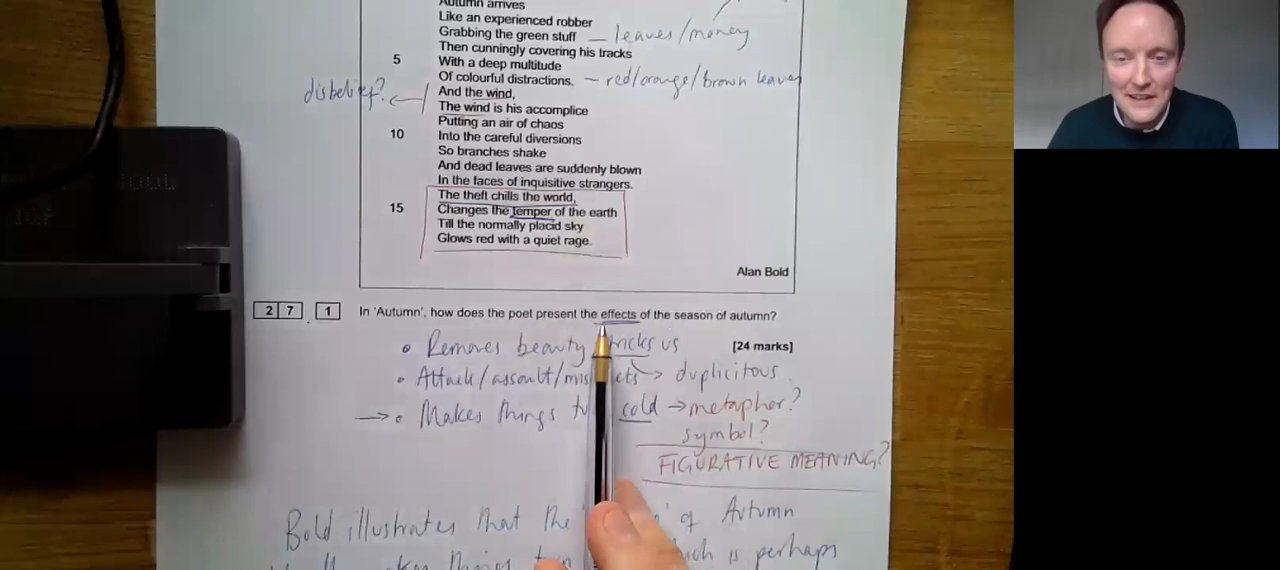 Autumn arrives
Like an experienced robber
Grabbing the green stuff — leaves/money
Then cunningly covering his tracks
5 With a deep multitude
Of colourful distractions. — red/orange/brown leaves
disbelief? And the wind,
The wind is his accomplice
Putting an air of chaos
10 Into the careful diversions
So branches shake
And dead leaves are suddenly blown
In the faces of inquisitive strangers.
The theft chills the world,
15 Changes the temper of the earth
Till the normally placid sky
Glows red with a quiet rage.
Alan Bold
27.1 In 'Autumn', how does the poet present the effects of the season of autumn?
• Removes beauty tricks us [24 marks]
• Attack/assault/ → duplicitous.
→ • Makes things cold → metaphor?
symbol?
FIGURATIVE MEANING?
Bold illustrates that the of Autumn
things which is perhaps